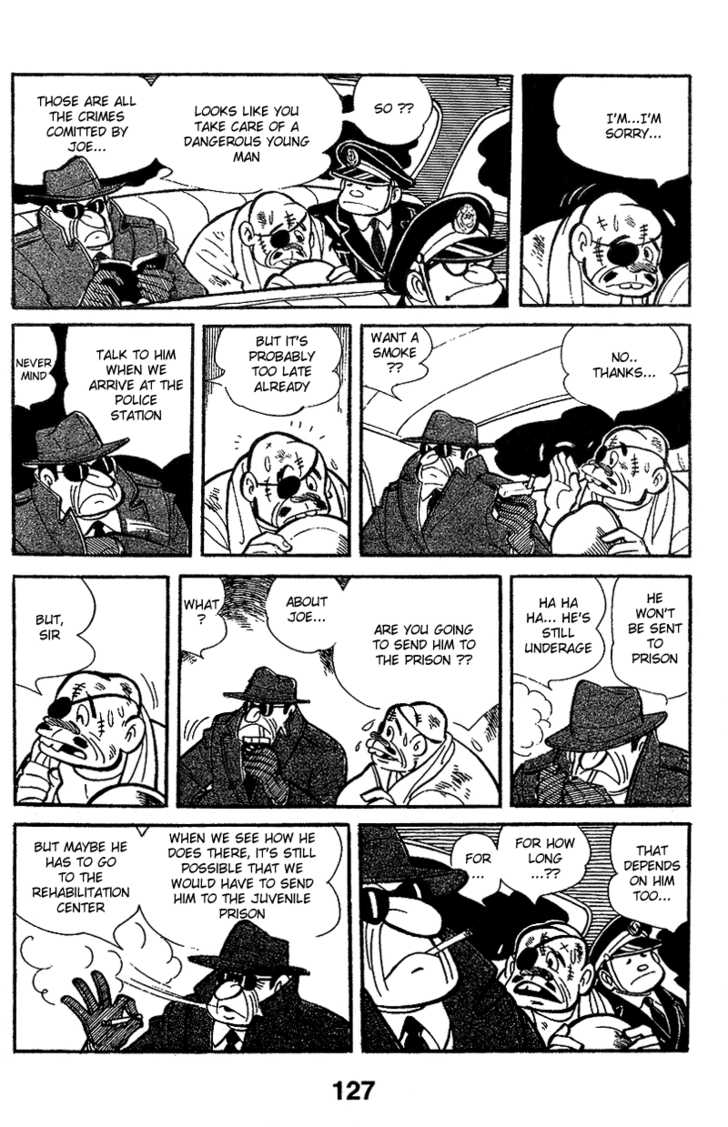 THOSE ARE ALL
THE CRIMES
COMITTED BY
JOE...
LOOKS LIKE YOU
TAKE CARE OF A
DANGEROUS YOUNG
MAN
SO ??
I'M...I'M
SORRY...
NEVER
MIND
TALK TO HIM
WHEN WE
ARRIVE AT THE
POLICE
STATION
BUT IT'S
PROBABLY
TOO LATE
ALREADY
WANT A
SMOKE
??
NO..
THANKS...
BUT,
SIR
WHAT
?
ABOUT
JOE...
ARE YOU GOING
TO SEND HIM TO
THE PRISON ??
HA HA
HA... HE'S
STILL
UNDERAGE
HE
WON'T
BE SENT
TO
PRISON
BUT MAYBE HE
HAS TO GO
TO THE
REHABILITATION
CENTER
WHEN WE SEE HOW HE
DOES THERE, IT'S STILL
POSSIBLE THAT WE
WOULD HAVE TO SEND
HIM TO THE JUVENILE
PRISON
FOR
...
FOR HOW
LONG
...??
THAT
DEPENDS
ON HIM
TOO...
127